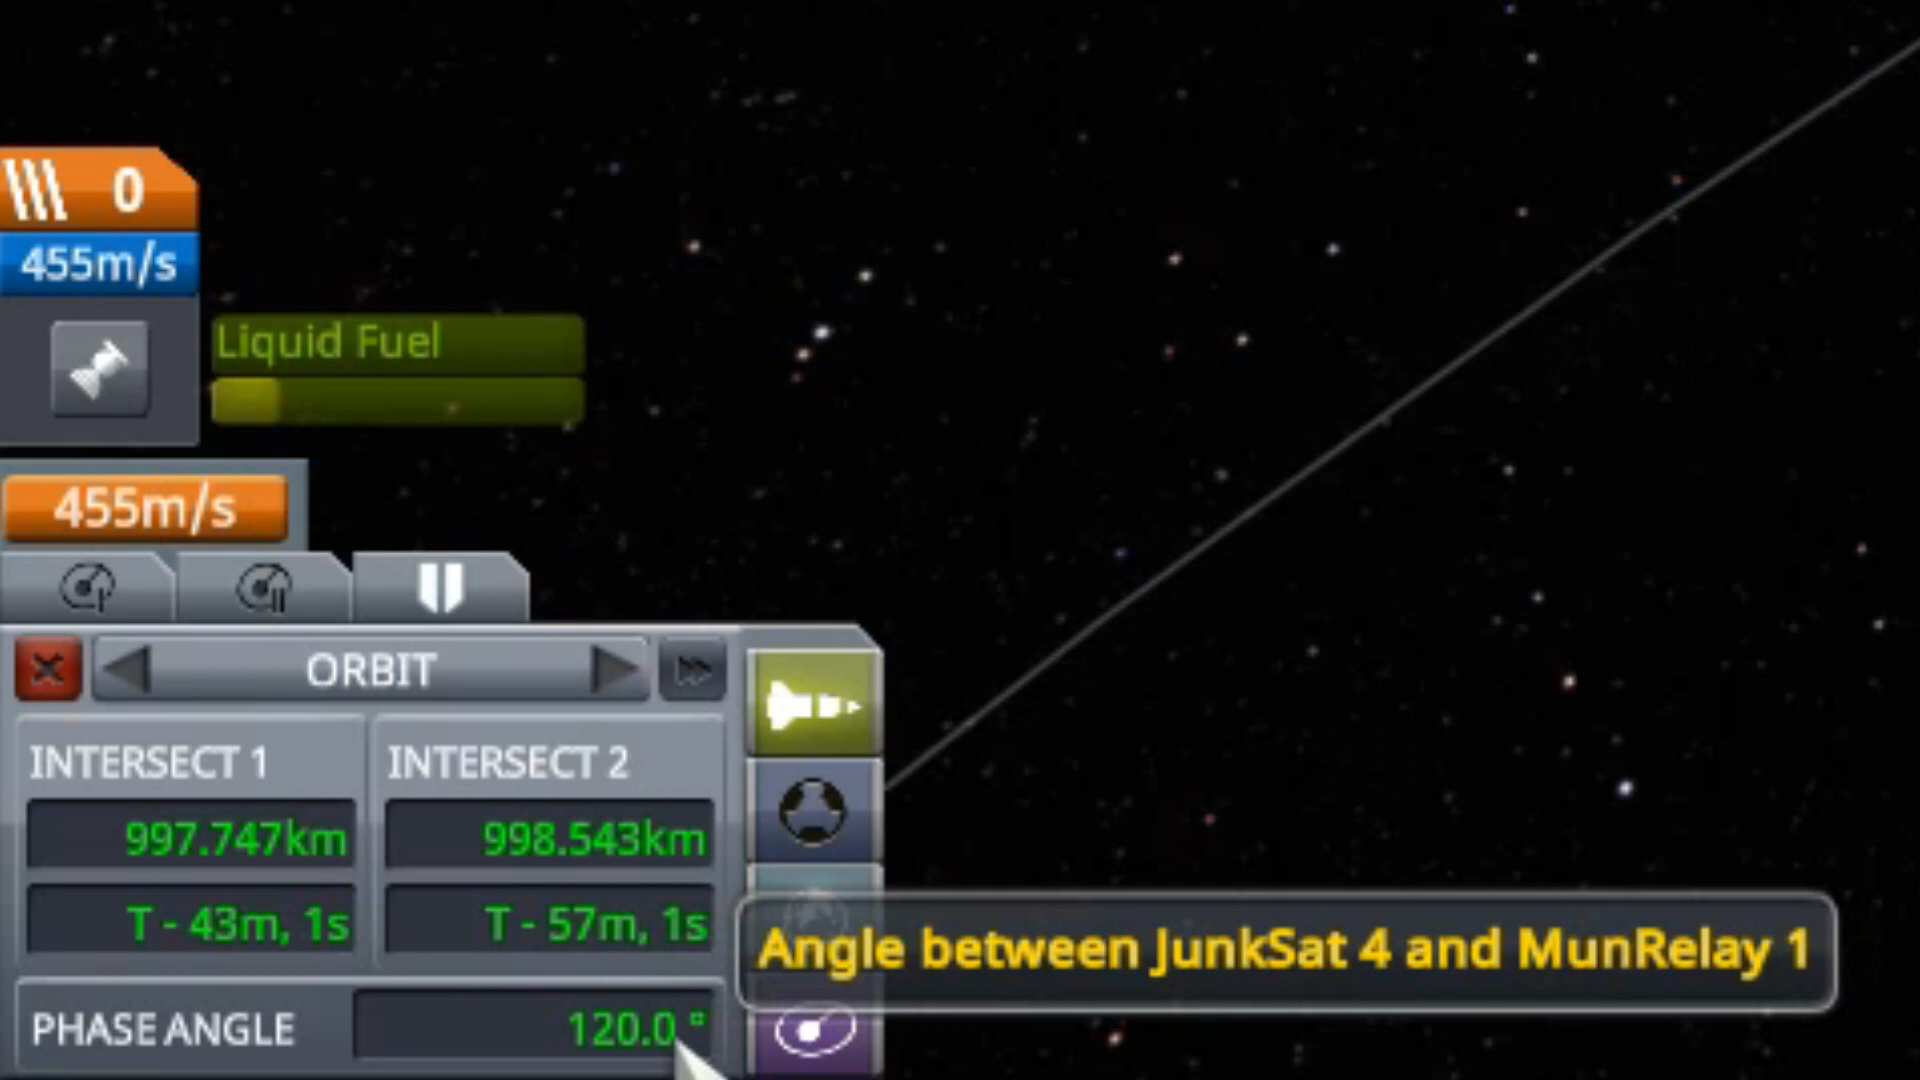 0
455m/s
Liquid Fuel
455m/s
ORBIT
INTERSECT 1 INTERSECT 2
997.747km 998.543km
T - 43m, 1s T - 57m, 1s
Angle between JunkSat 4 and MunRelay 1
PHASE ANGLE 120.0 °